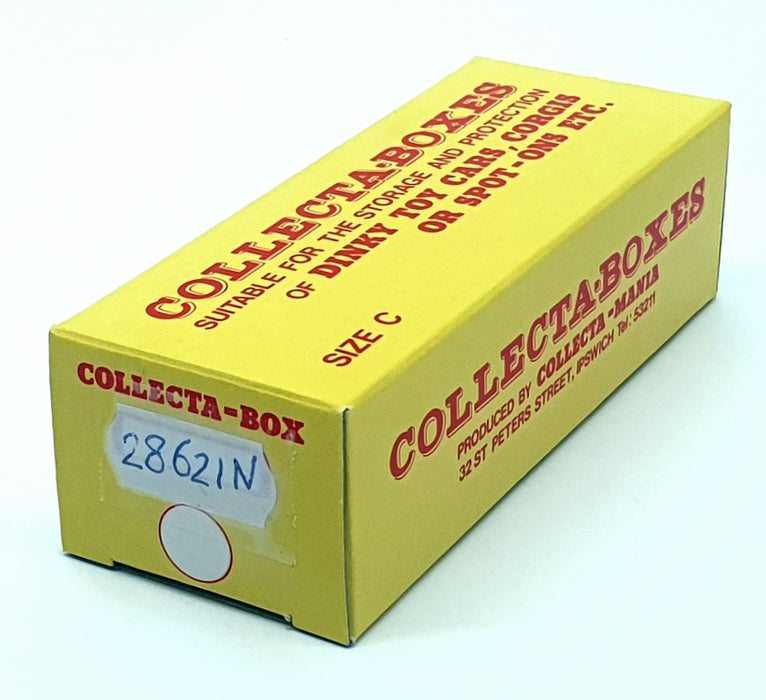 COLLECTA·BOXES
SUITABLE FOR THE STORAGE AND PROTECTION
OF DINKY TOY CARS, CORGIS
OR SPOT-ONS ETC.
SIZE C
COLLECTA-BOX
28621N
COLLECTA·BOXES
PRODUCED BY COLLECTA-MANIA
32 ST PETERS STREET, IPSWICH Tel: 53211